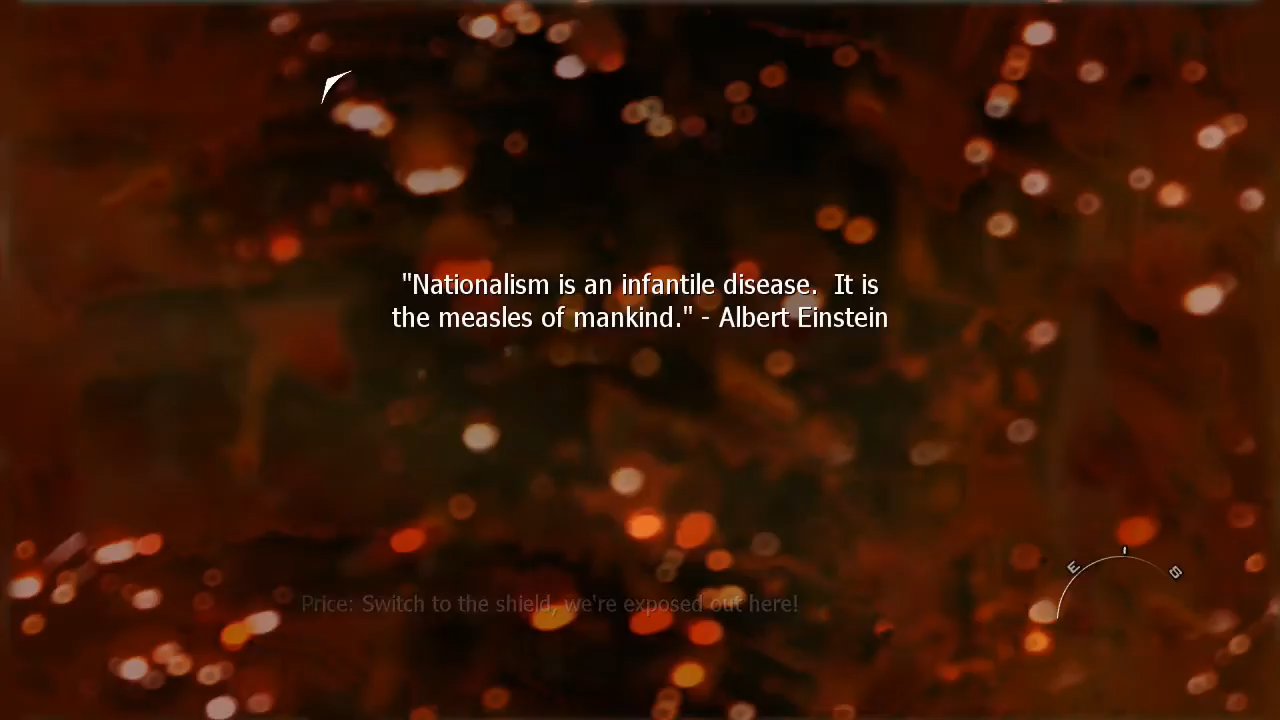 "Nationalism is an infantile disease.  It is
the measles of mankind." - Albert Einstein
E
S
Price: Switch to the shield, we're exposed out here!